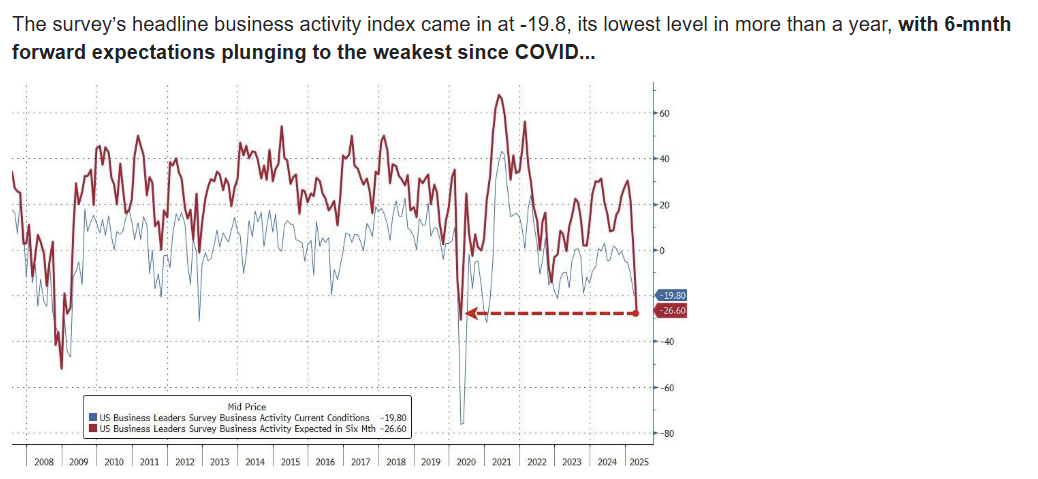 The survey's headline business activity index came in at -19.8, its lowest level in more than a year, with 6-mnth
forward expectations plunging to the weakest since COVID...
60
40
20
0
-19.80
-26.60
-40
-60
-80
Mid Price
US Business Leaders Survey Business Activity Current Conditions -19.80
US Business Leaders Survey Business Activity Expected in Six Mth -26.60
2008 2009 2010 2011 2012 2013 2014 2015 2016 2017 2018 2019 2020 2021 2022 2023 2024 2025